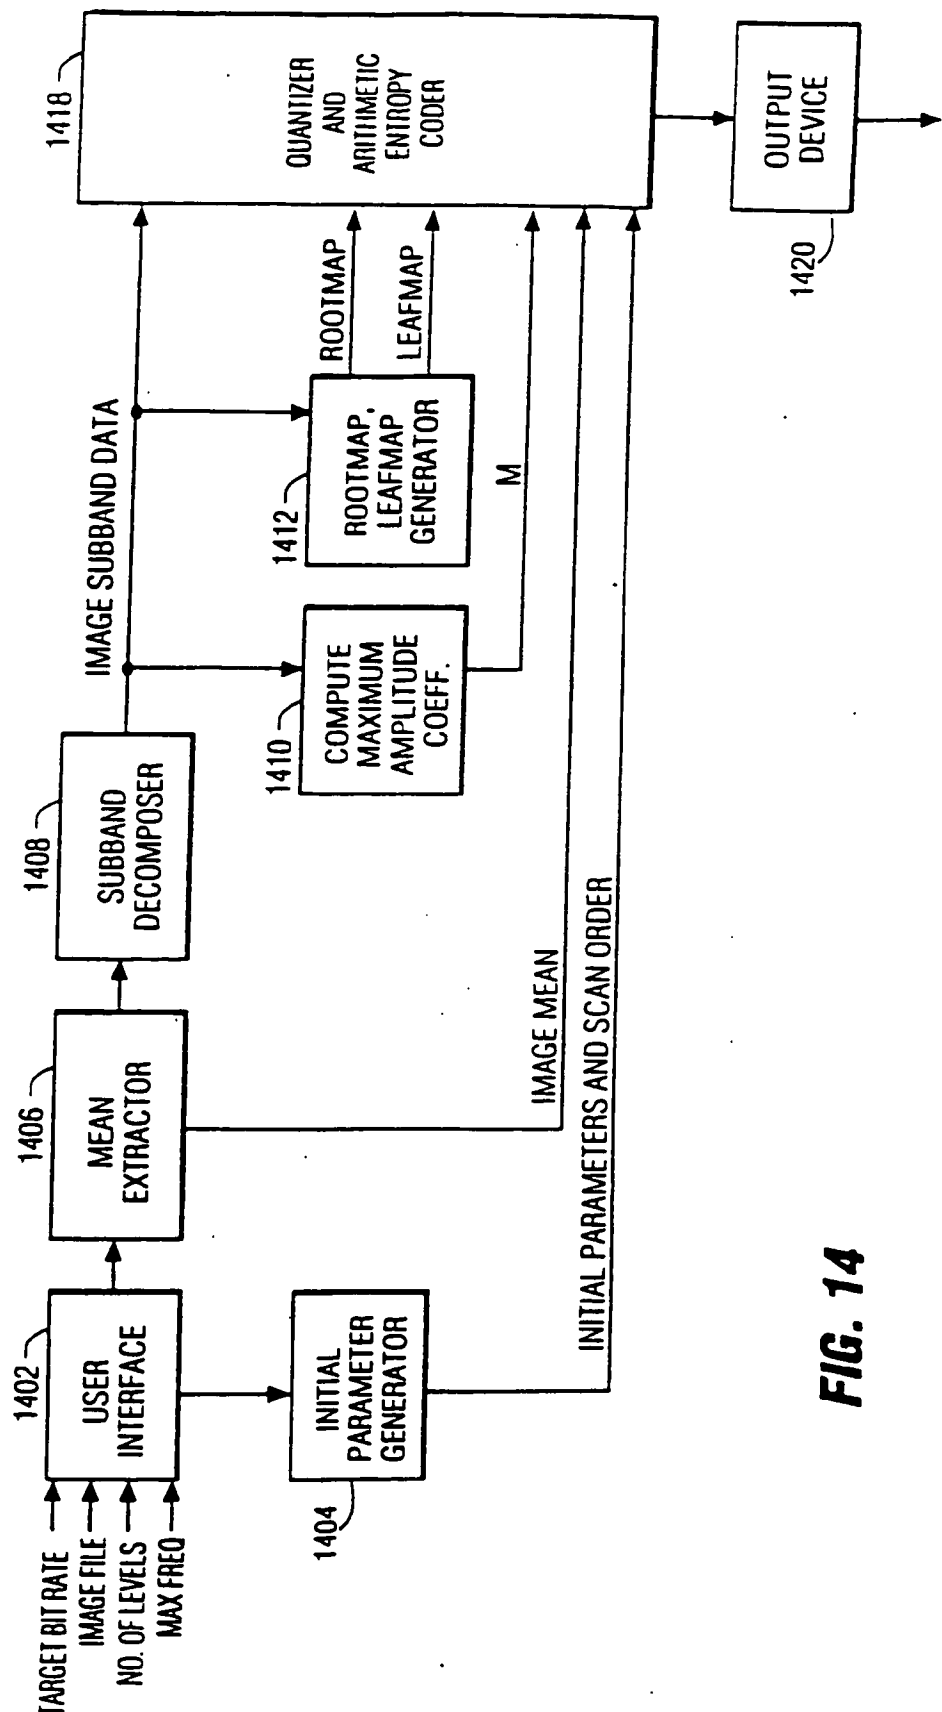 TARGET BIT RATE
IMAGE FILE
NO. OF LEVELS
MAX FREQ
1402
USER
INTERFACE
1404
INITIAL
PARAMETER
GENERATOR
1406
MEAN
EXTRACTOR
1408
SUBBAND
DECOMPOSER
IMAGE SUBBAND DATA
1410
COMPUTE
MAXIMUM
AMPLITUDE
COEFF.
1412
ROOTMAP,
LEAFMAP
GENERATOR
ROOTMAP
LEAFMAP
M
IMAGE MEAN
INITIAL PARAMETERS AND SCAN ORDER
1418
QUANTIZER
AND
ARITHMETIC
ENTROPY
CODER
1420
OUTPUT
DEVICE
FIG. 14